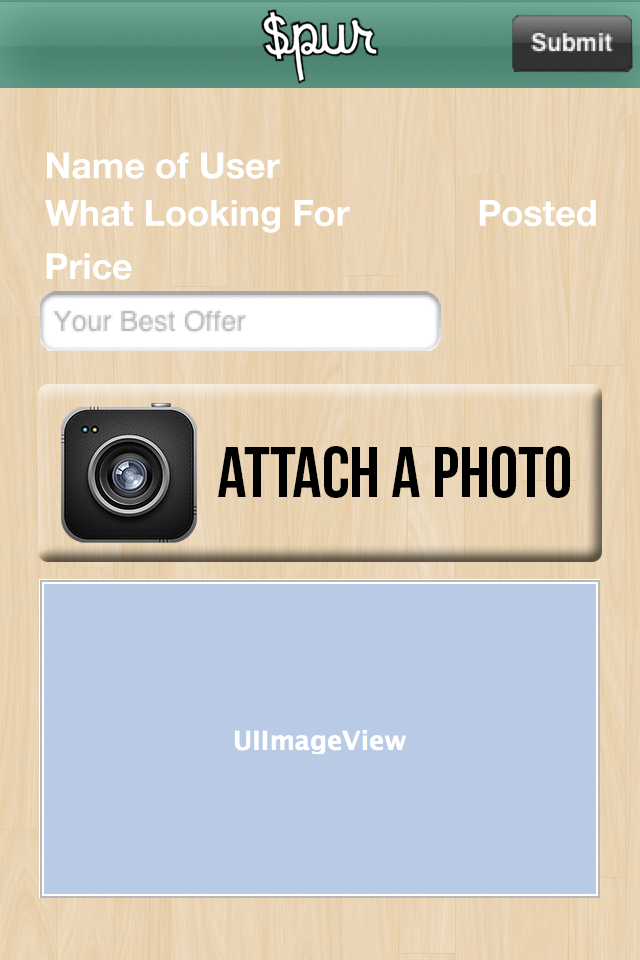 $pur
Submit
Name of User
What Looking For
Posted
Price
Your Best Offer
ATTACH A PHOTO
UIImageView